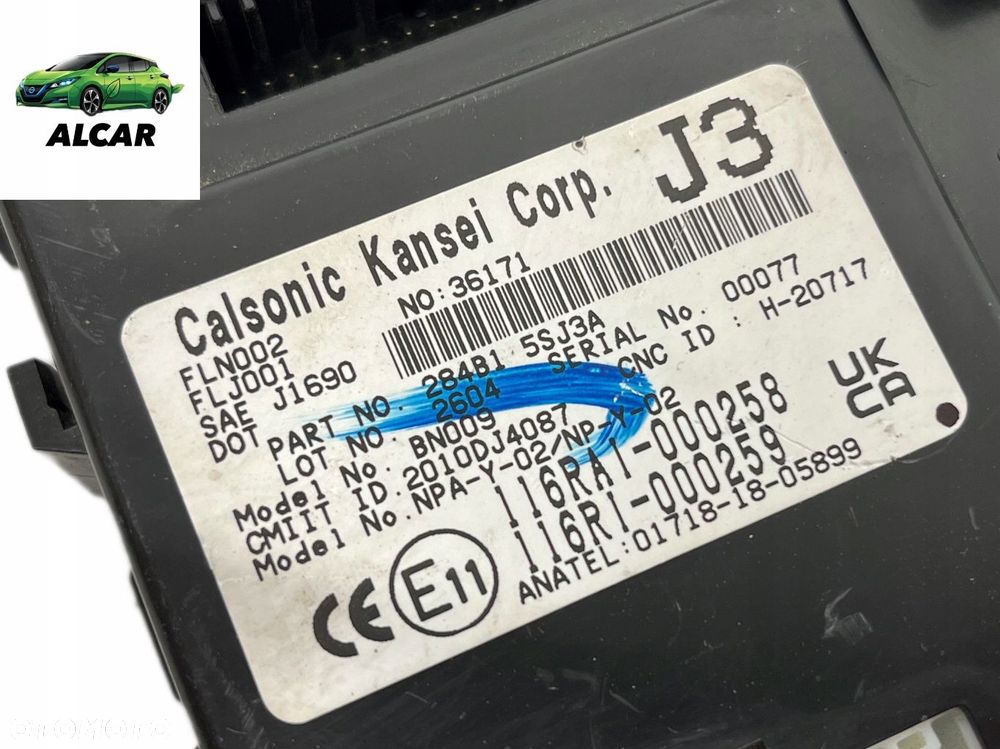 ALCAR
Calsonic Kansei Corp. J3
NO:36171
FLN002
FLJ001
SAE J1690
DOT
PART NO. 284B1 5SJ3A
LOT NO. 2604 SERIAL No. 00077
Model No. BN009 CNC ID : H-20717
CMIIT ID.2010DJ4087
Model No.NPA-Y-02/NP-Y-02
116RA1-000258
116R1-000259
ANATEL:01718-18-05899
CE E11
UK
CA
OTOMOTO